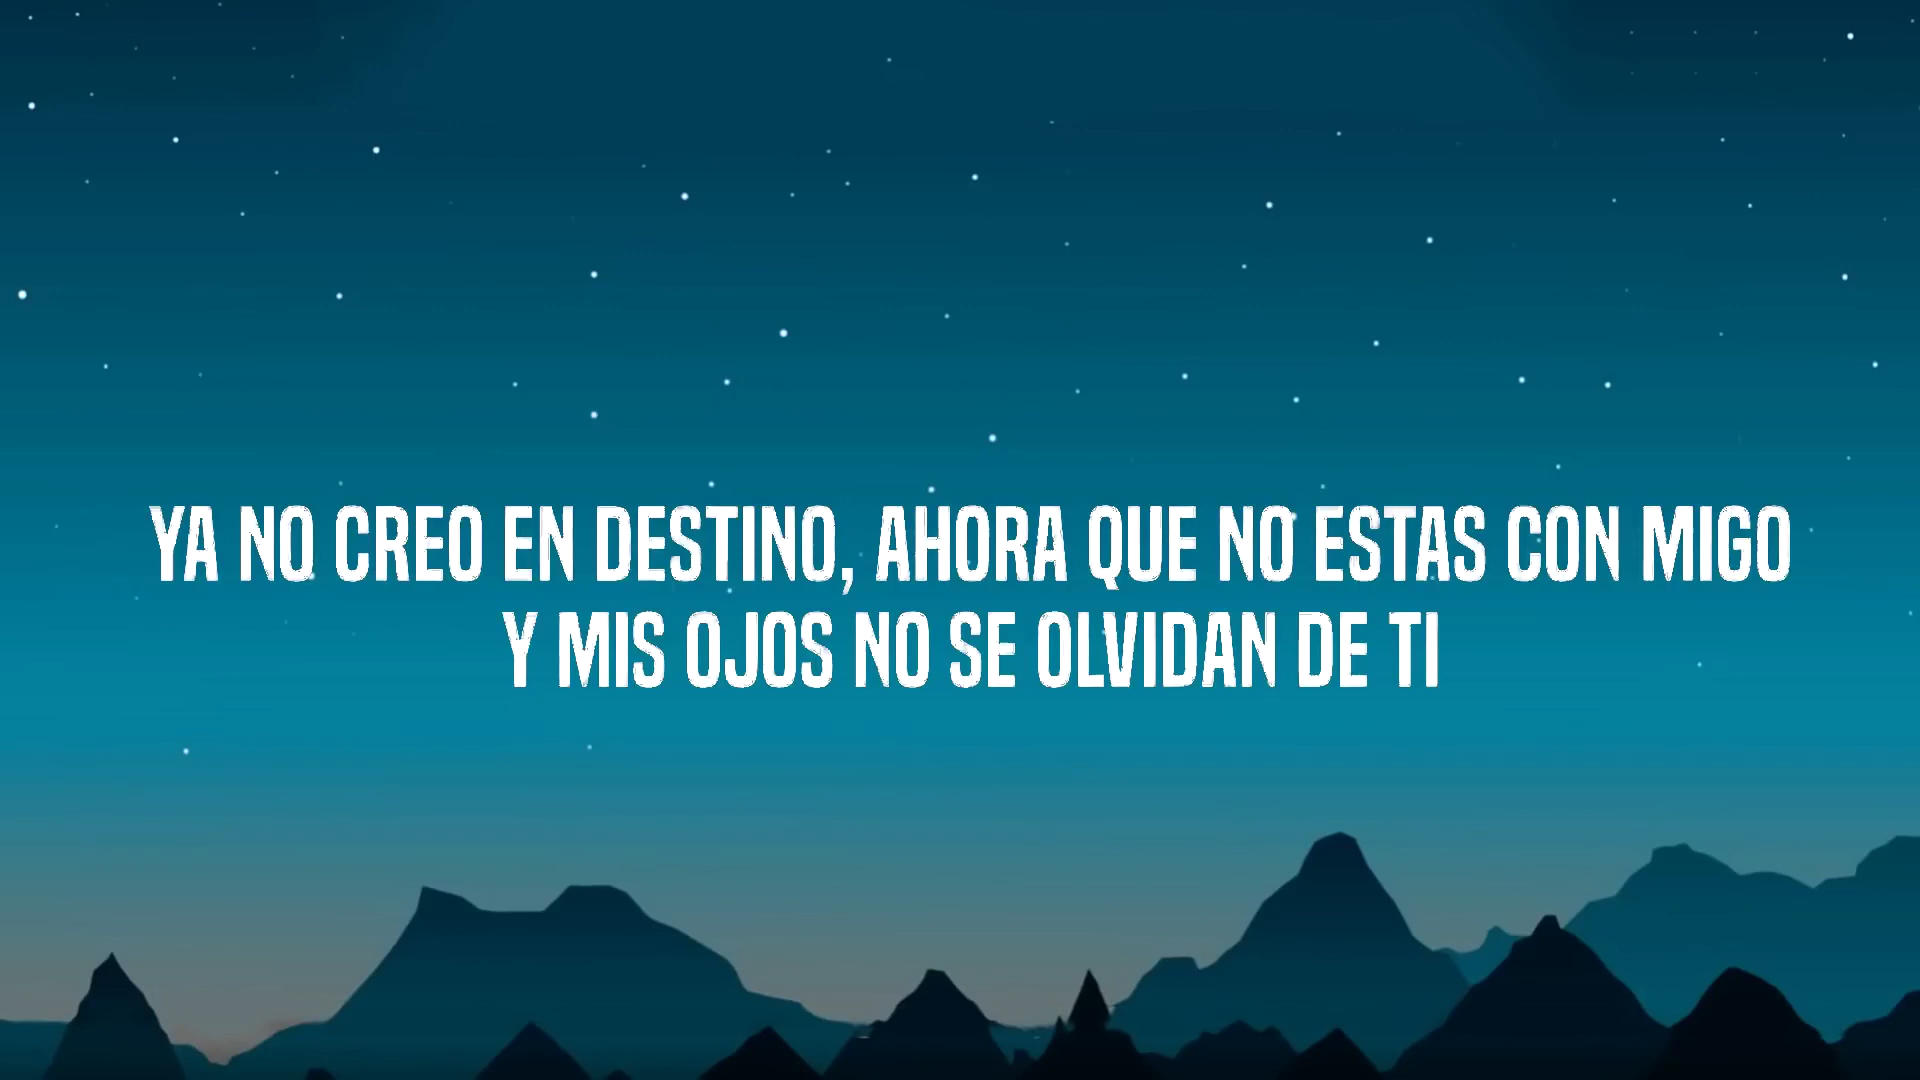 YA NO CREO EN DESTINO, AHORA QUE NO ESTAS CON MIGO
Y MIS OJOS NO SE OLVIDAN DE TI